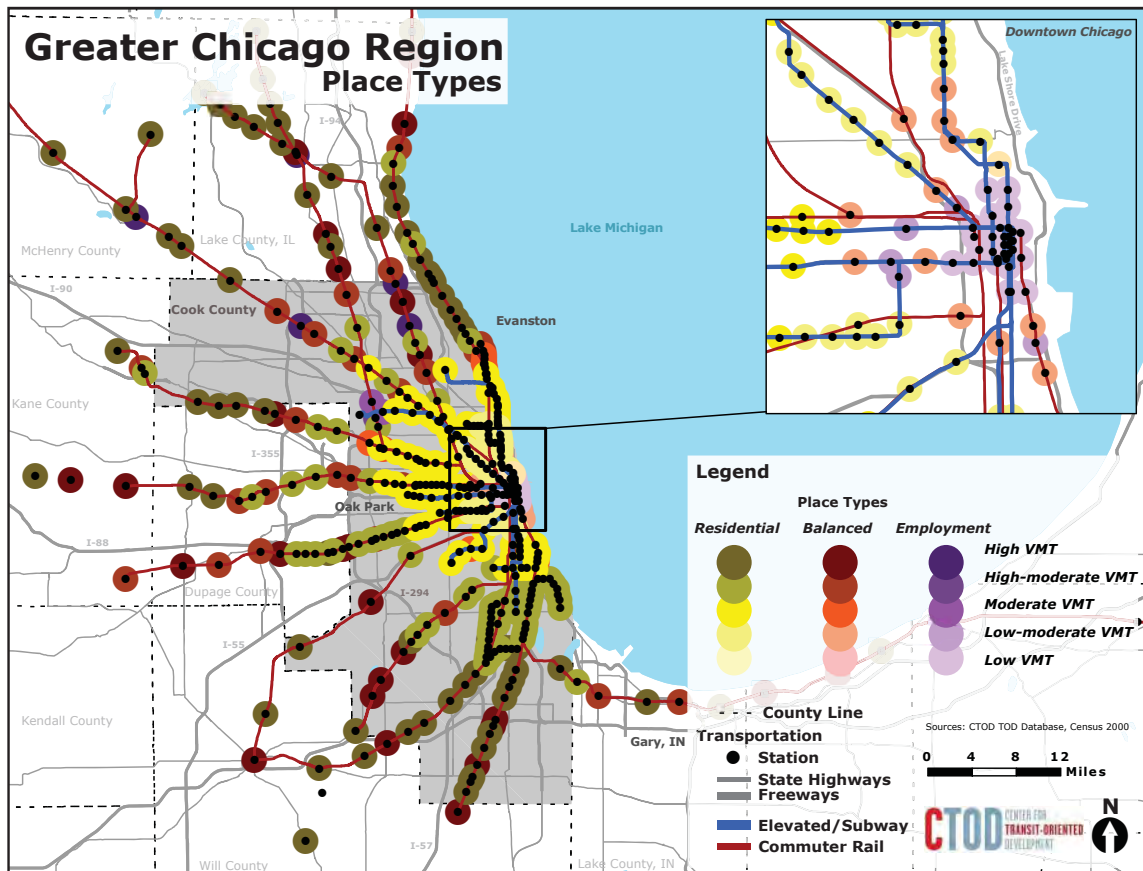 Greater Chicago Region
Place Types
Downtown Chicago
Lake Shore Drive
I-94
Lake Michigan
McHenry County
Lake County, IL
I-90
Cook County
Evanston
Kane County
I-355
Oak Park
I-88
Dupage County
I-294
I-55
Kendall County
Gary, IN
I-57
Will County
Lake County, IN
Legend
Place Types
Residential Balanced Employment
High VMT
High-moderate VMT
Moderate VMT
Low-moderate VMT
Low VMT
County Line
Transportation
Station
State Highways
Freeways
Elevated/Subway
Commuter Rail
Sources: CTOD TOD Database, Census 2000
0 4 8 12
Miles
CTOD
CENTER FOR
TRANSIT-ORIENTED
DEVELOPMENT
N